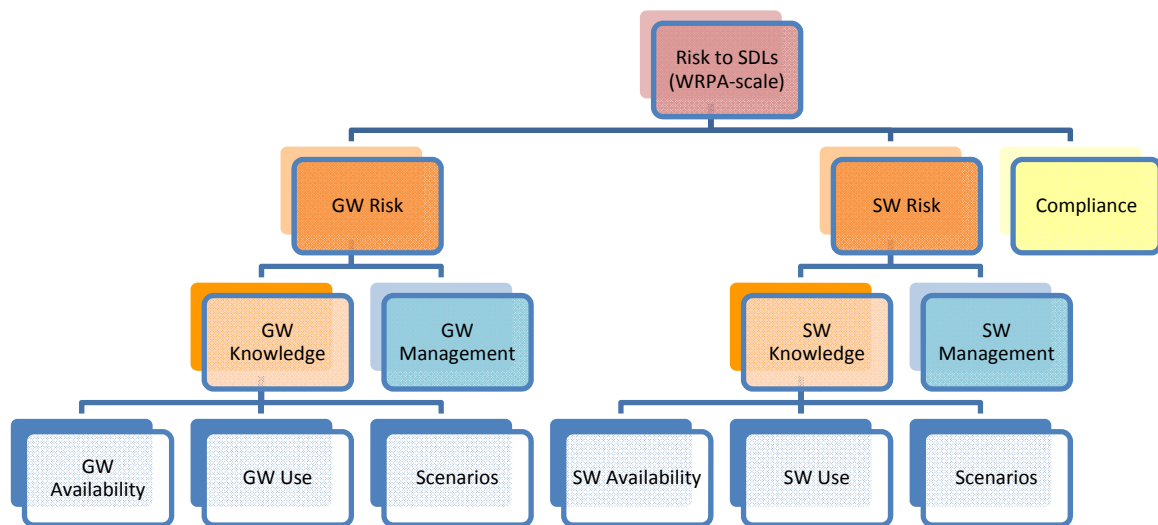 Risk to SDLs
(WRPA-scale)
GW Risk
SW Risk
Compliance
GW
Knowledge
GW
Management
SW
Knowledge
SW
Management
GW
Availability
GW Use
Scenarios
SW Availability
SW Use
Scenarios